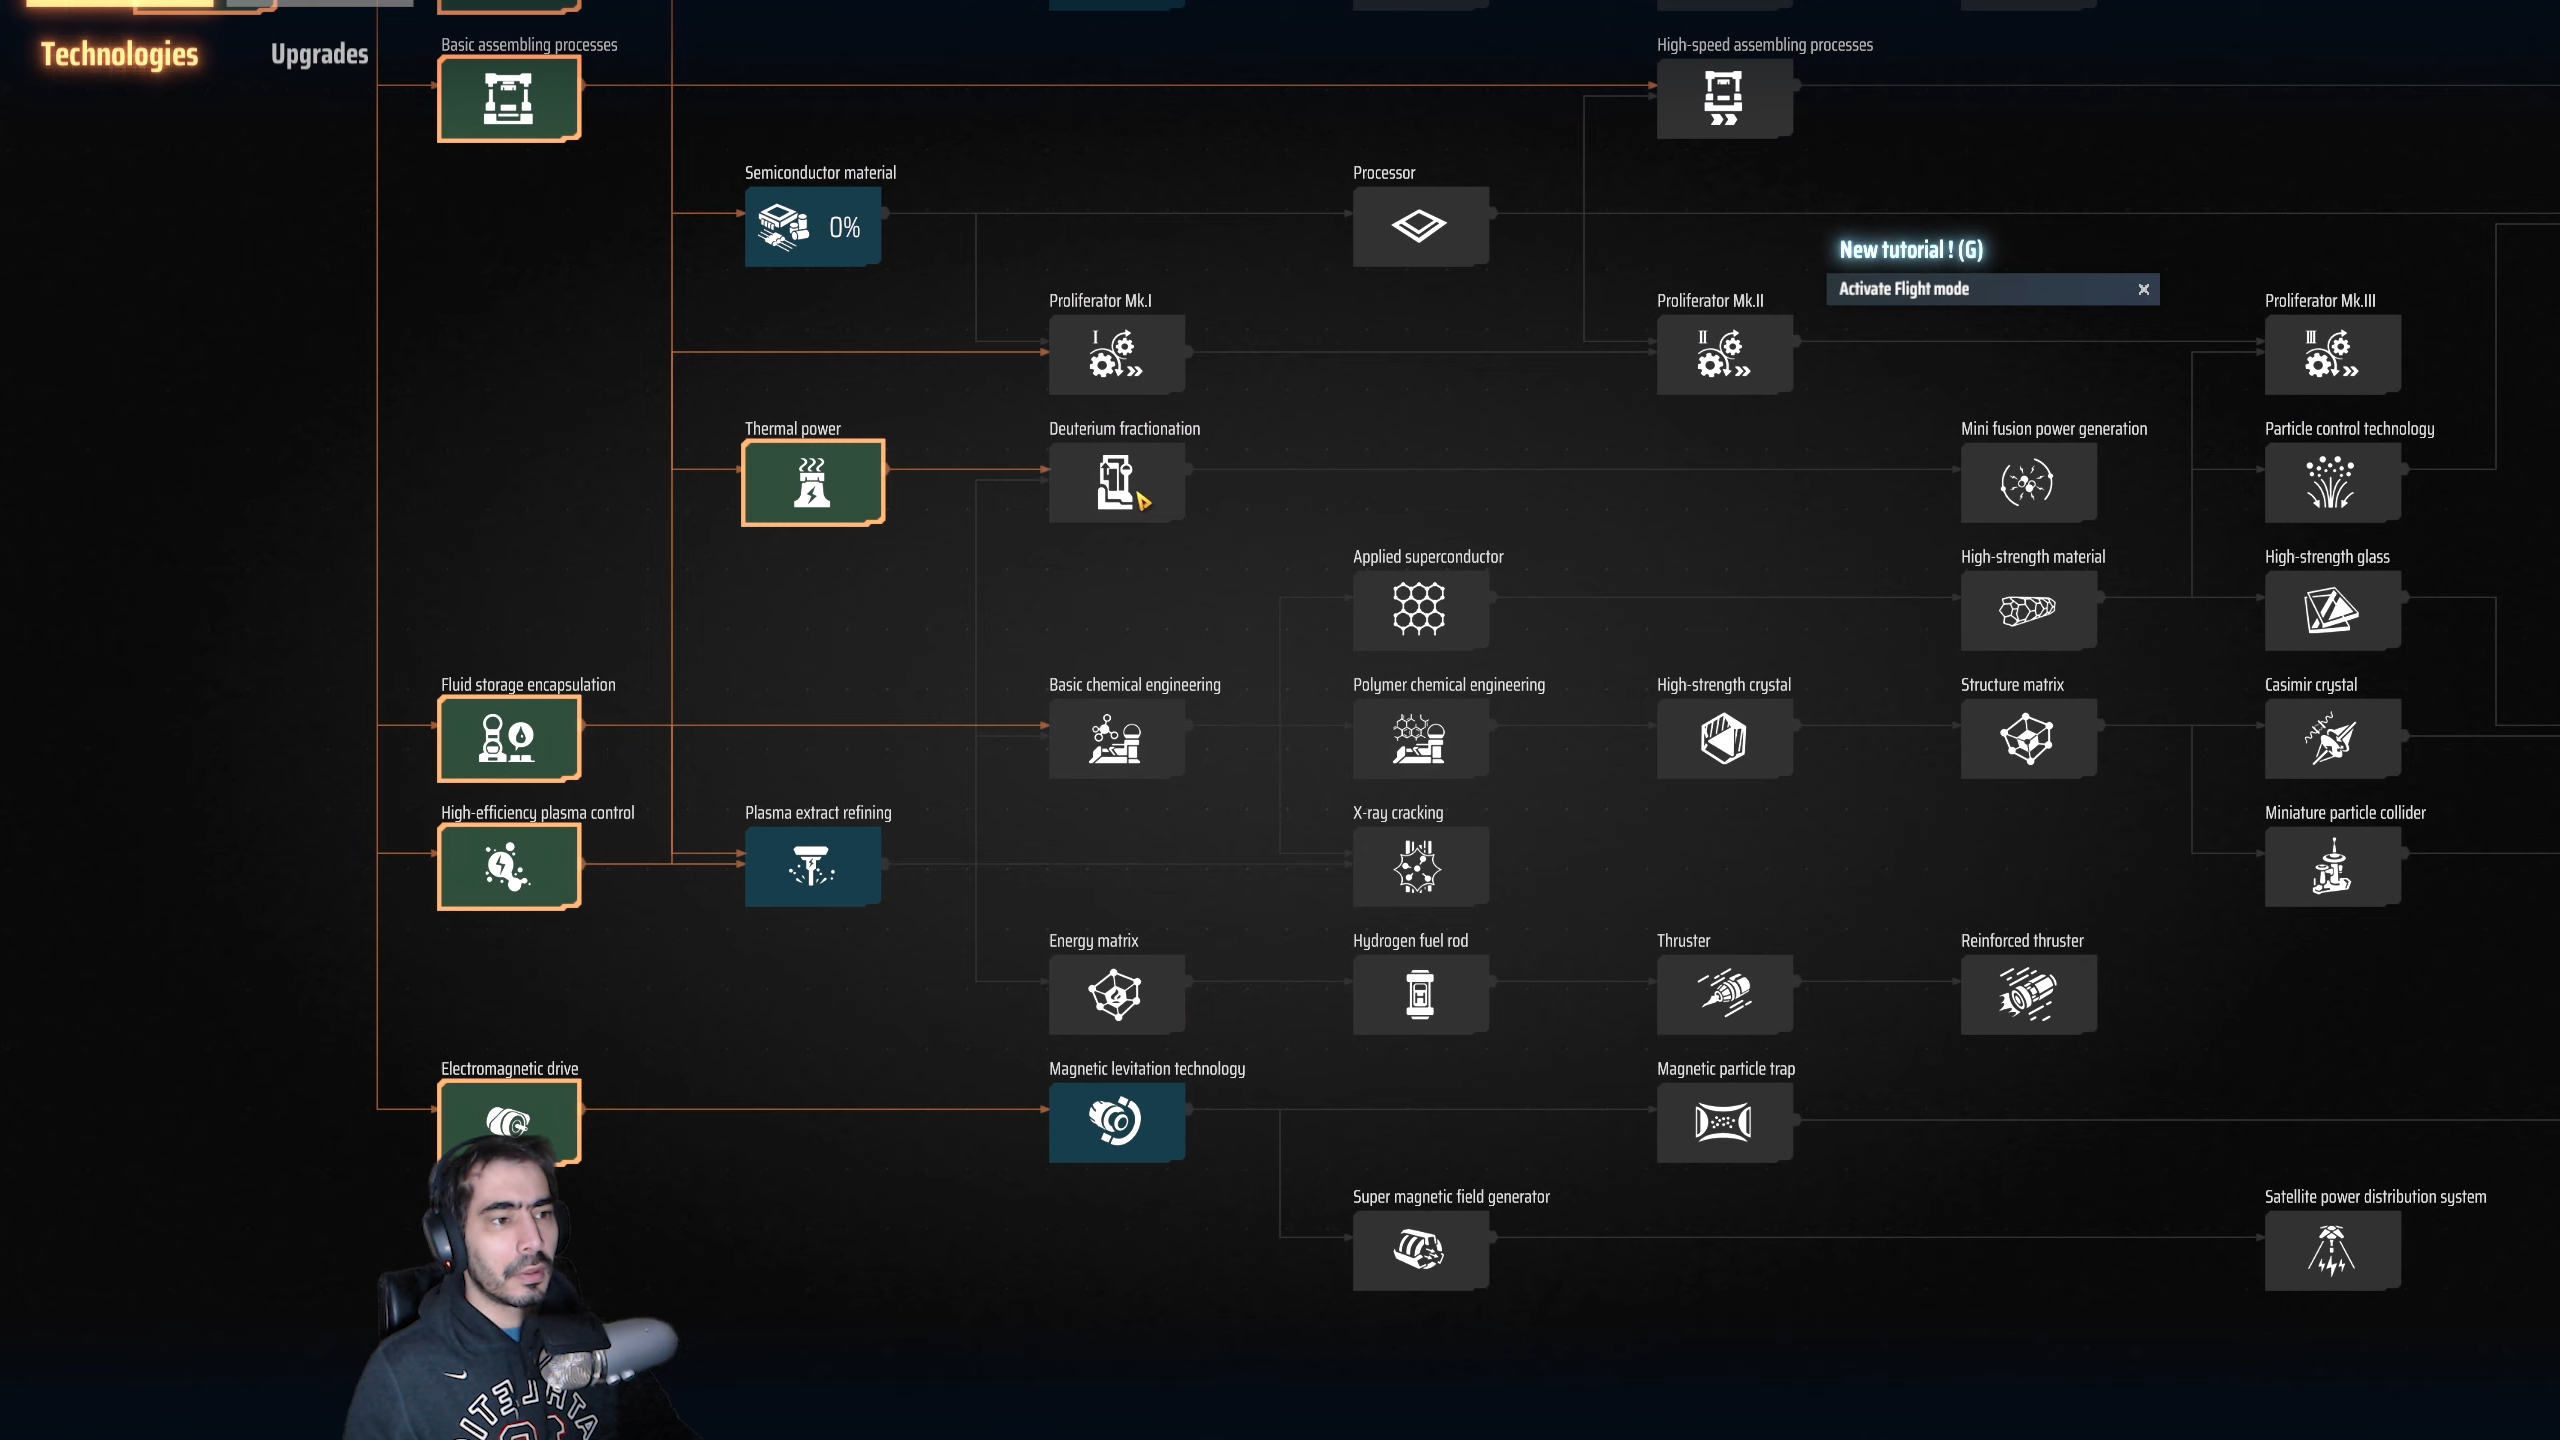 Technologies
Upgrades
Basic assembling processes
High-speed assembling processes
Semiconductor material
0%
Processor
New tutorial ! (G)
Activate Flight mode
Proliferator Mk.I
I
Proliferator Mk.II
II
Proliferator Mk.III
III
Thermal power
Deuterium fractionation
Mini fusion power generation
Particle control technology
Applied superconductor
High-strength material
High-strength glass
Fluid storage encapsulation
Basic chemical engineering
Polymer chemical engineering
High-strength crystal
Structure matrix
Casimir crystal
High-efficiency plasma control
Plasma extract refining
X-ray cracking
Miniature particle collider
Energy matrix
Hydrogen fuel rod
H
Thruster
Reinforced thruster
Electromagnetic drive
Magnetic levitation technology
Magnetic particle trap
Super magnetic field generator
Satellite power distribution system